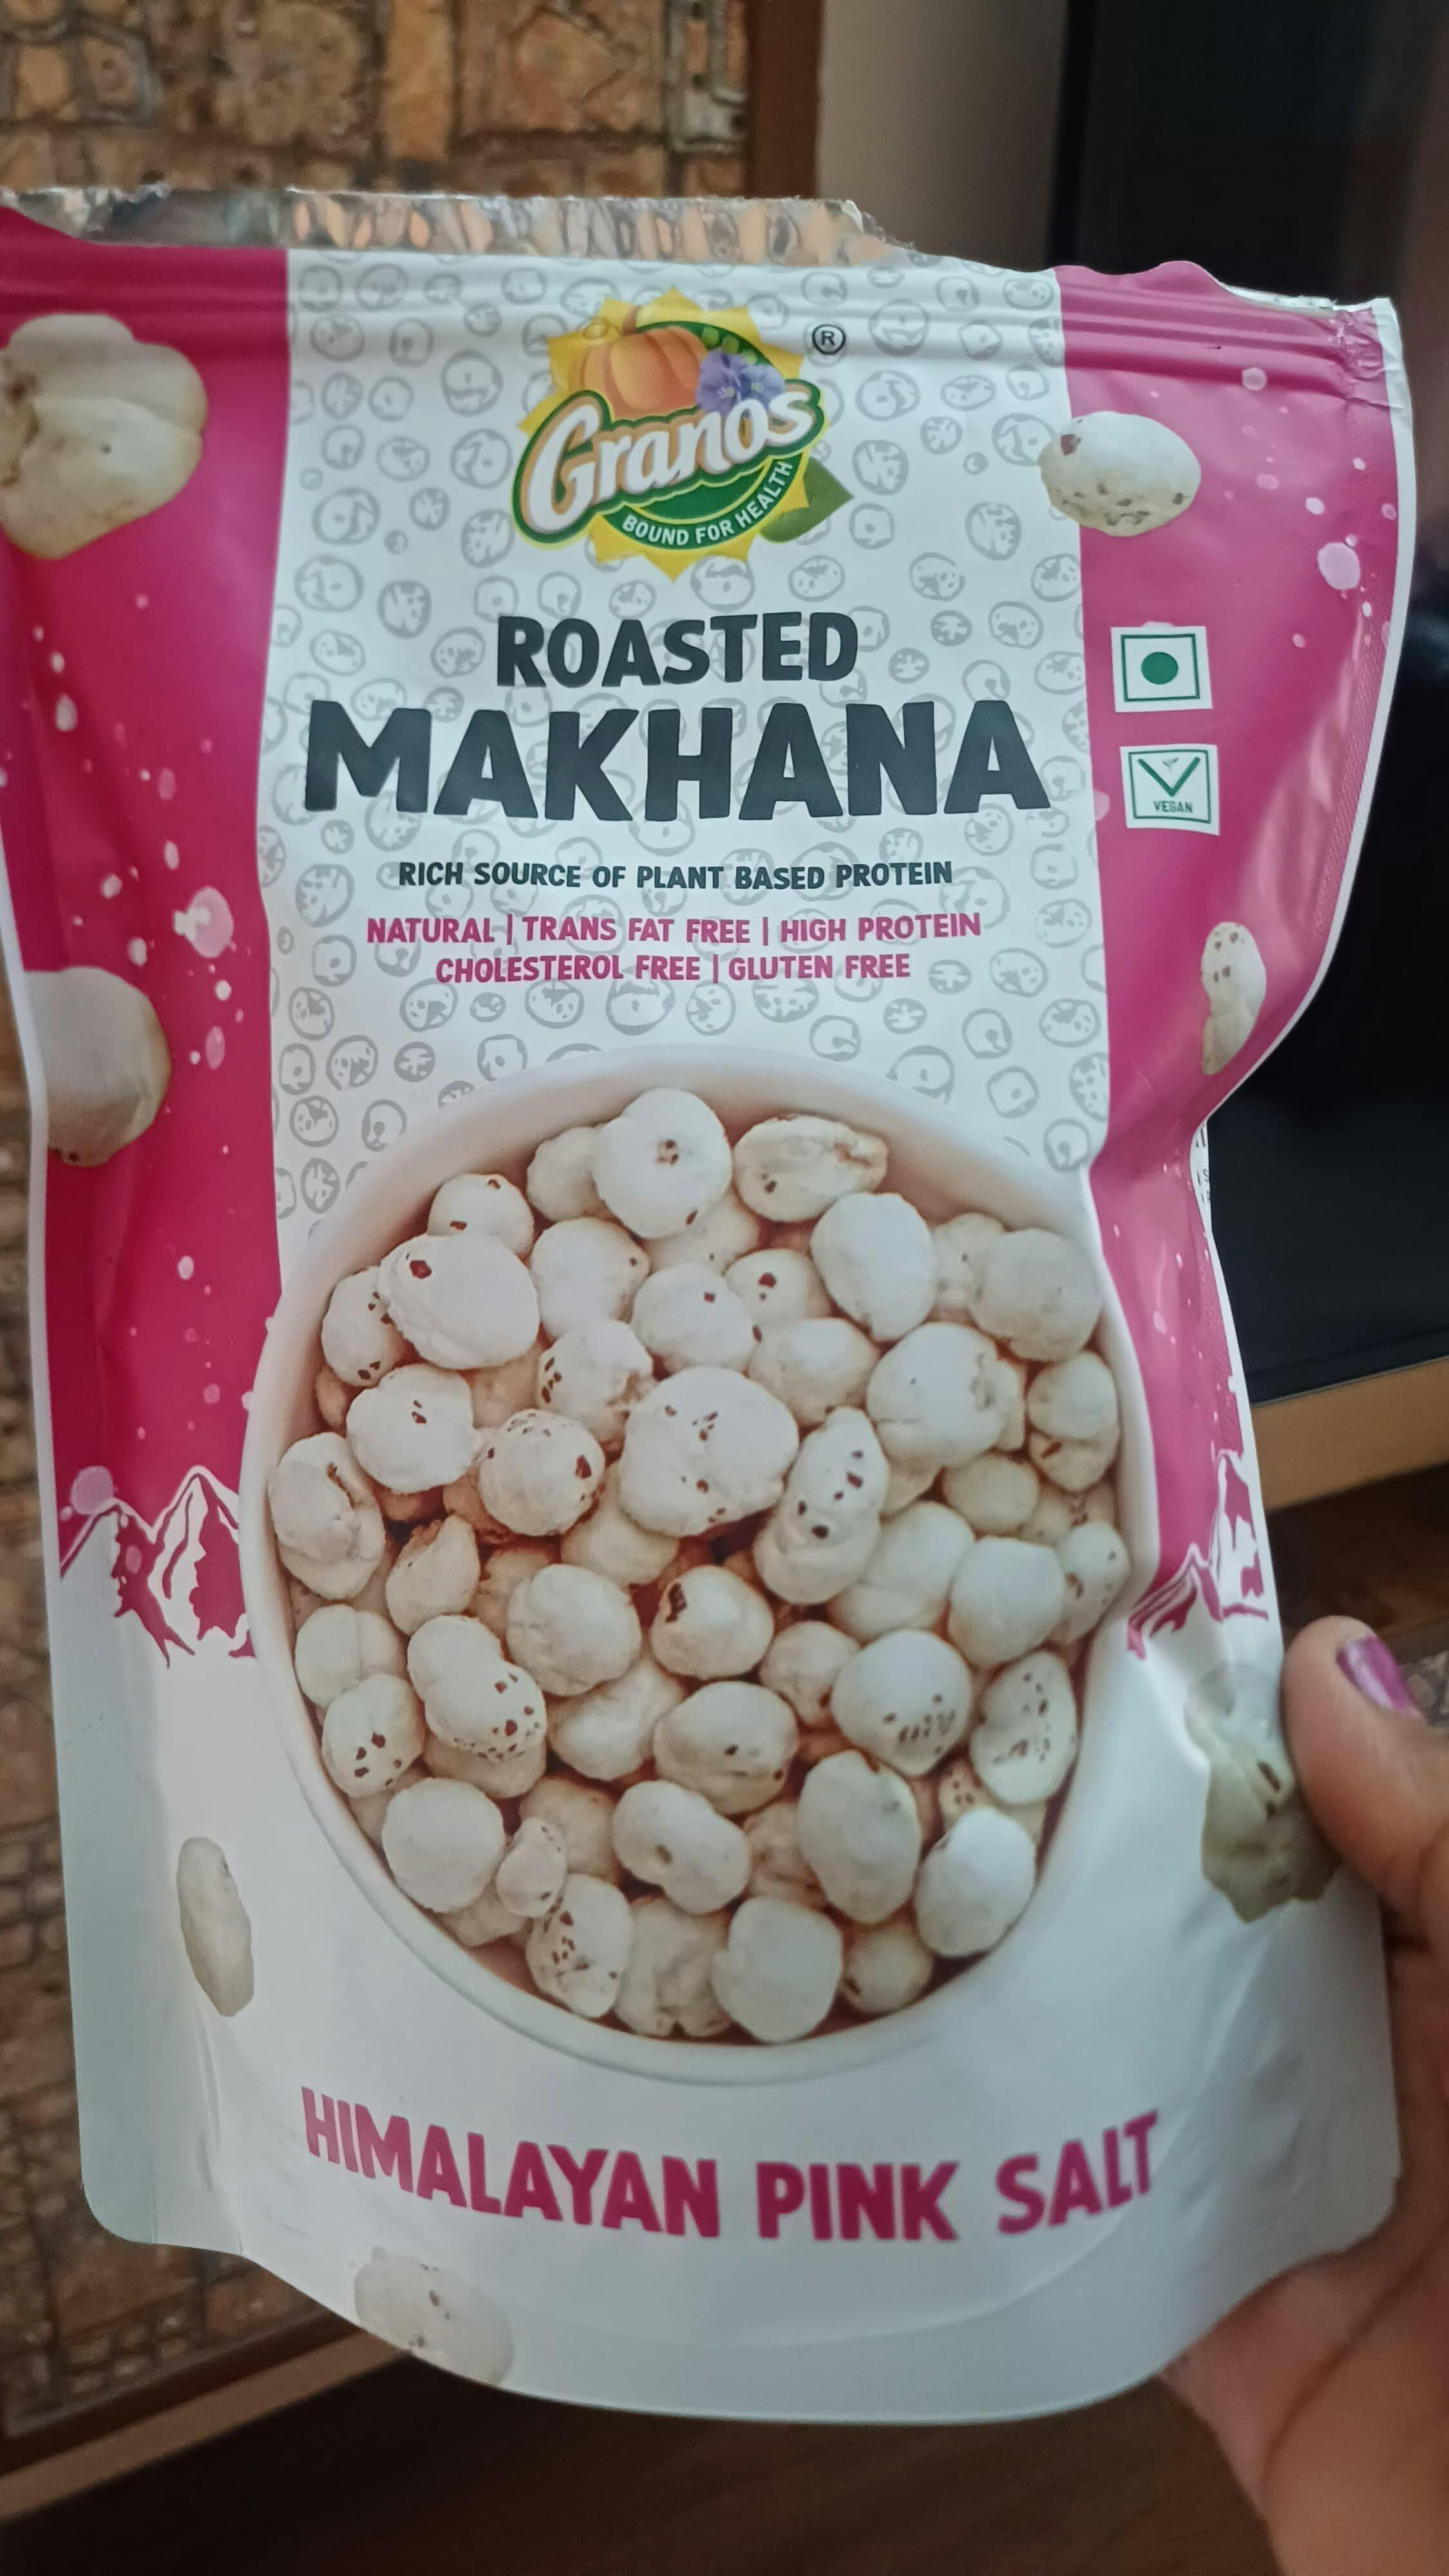 ®
Granos
BOUND FOR HEALTH
ROASTED
MAKHANA
VEGAN
RICH SOURCE OF PLANT BASED PROTEIN
NATURAL | TRANS FAT FREE | HIGH PROTEIN
CHOLESTEROL FREE | GLUTEN FREE
HIMALAYAN PINK SALT